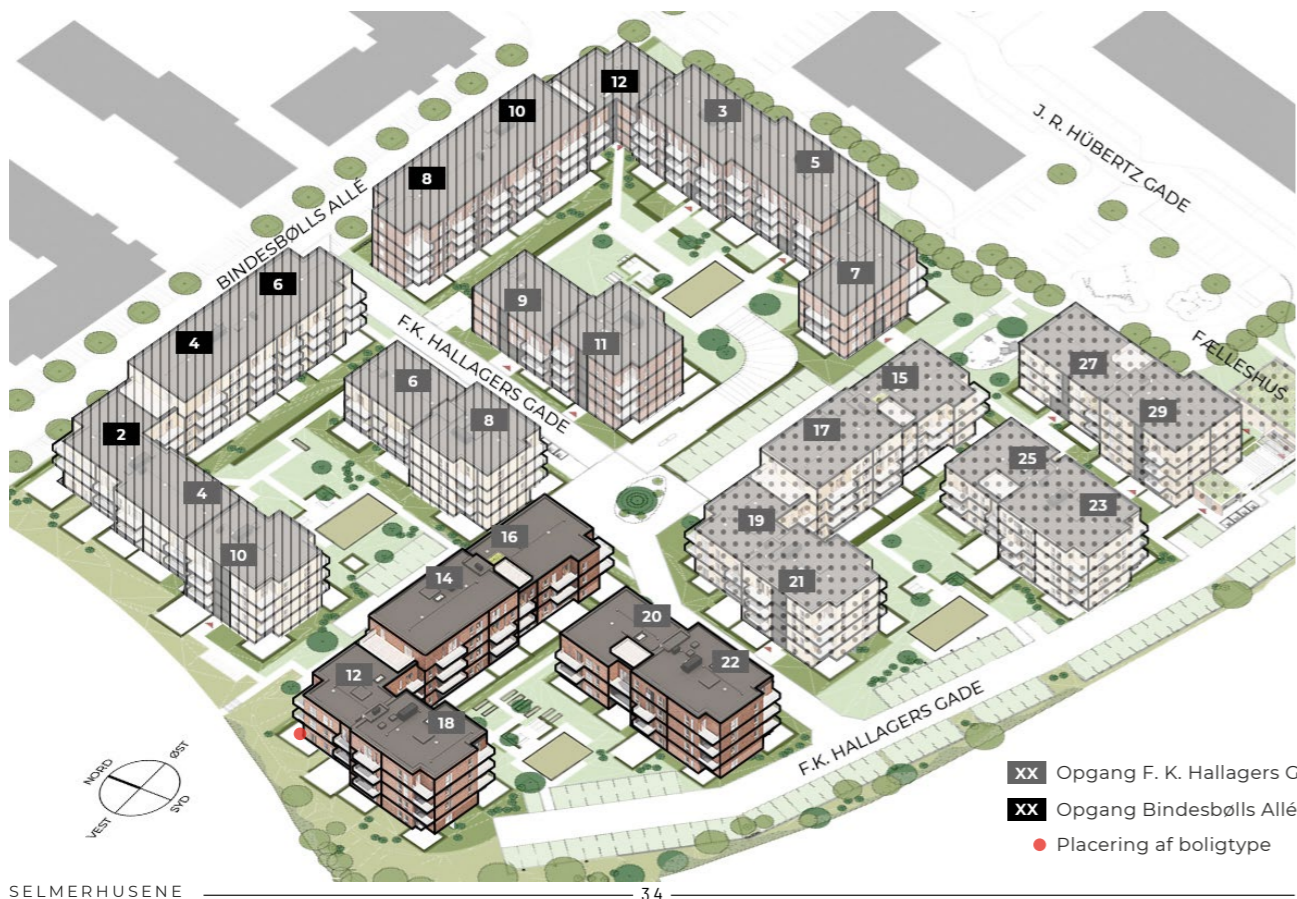 12
10
3
5
8
J. R. HÜBERTZ GADE
BINDESBØLLS ALLÉ
7
6
9
F.K. HALLAGERS GADE
11
4
6
15
27
FÆLLESHUS
8
17
29
2
25
4
19
23
10
16
14
21
20
22
12
18
F.K. HALLAGERS GADE
NORD
ØST
SYD
VEST
XX Opgang F. K. Hallagers G
XX Opgang Bindesbølls Allé
Placering af boligtype
SELMERHUSENE
34